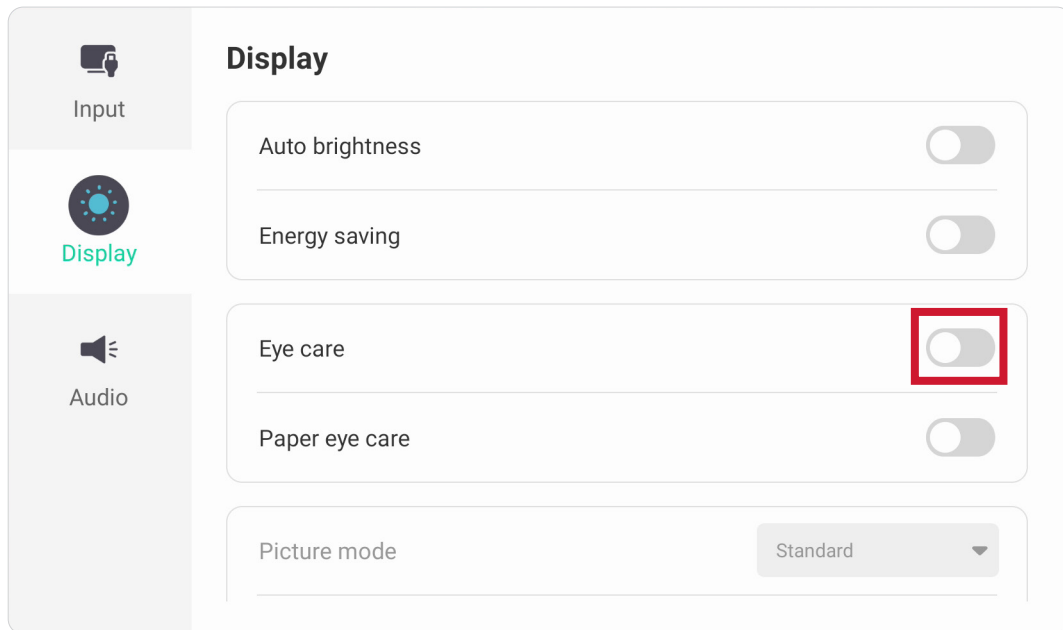 Input
Display
Audio
Display
Auto brightness
Energy saving
Eye care
Paper eye care
Picture mode Standard